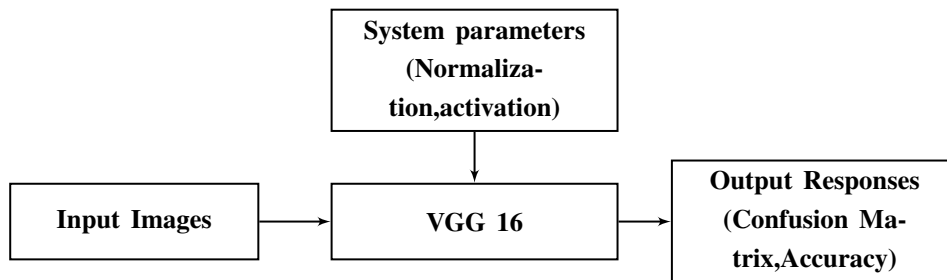 System parameters
(Normaliza-
tion,activation)
Input Images
VGG 16
Output Responses
(Confusion Ma-
trix,Accuracy)